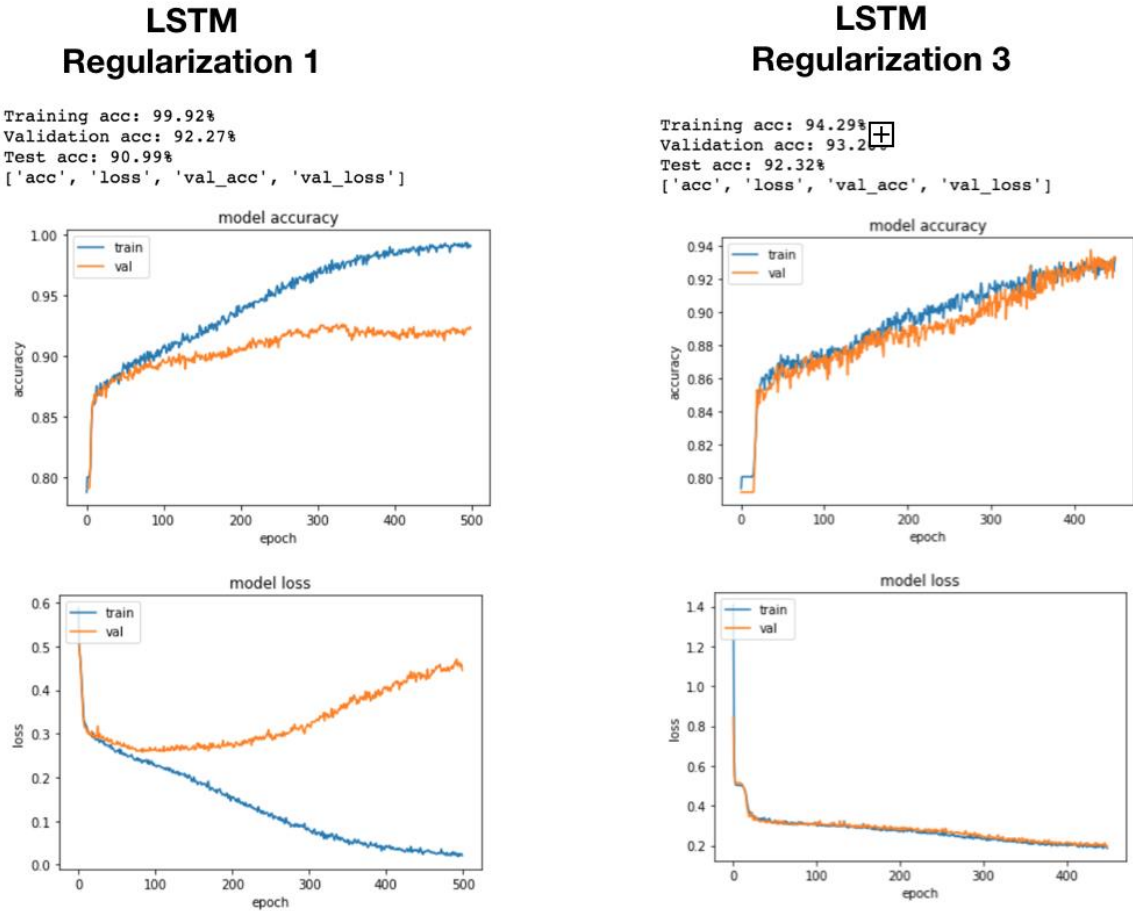 LSTM
Regularization 1
Training acc: 99.92%
Validation acc: 92.27%
Test acc: 90.99%
['acc', 'loss', 'val_acc', 'val_loss']
model accuracy
train
val
1.00
0.95
0.90
0.85
0.80
accuracy
0
100
200
300
400
500
epoch
model loss
train
val
0.6
0.5
0.4
0.3
0.2
0.1
0.0
loss
0
100
200
300
400
500
epoch
LSTM
Regularization 3
Training acc: 94.29%
Validation acc:
Test acc: 92.32%
['acc', 'loss', 'val_acc', 'val_loss']
model accuracy
train
val
0.94
0.92
0.90
0.88
0.86
0.84
0.82
0.80
accuracy
0
100
200
300
400
epoch
model loss
train
val
1.4
1.2
1.0
0.8
0.6
0.4
0.2
loss
0
100
200
300
400
epoch